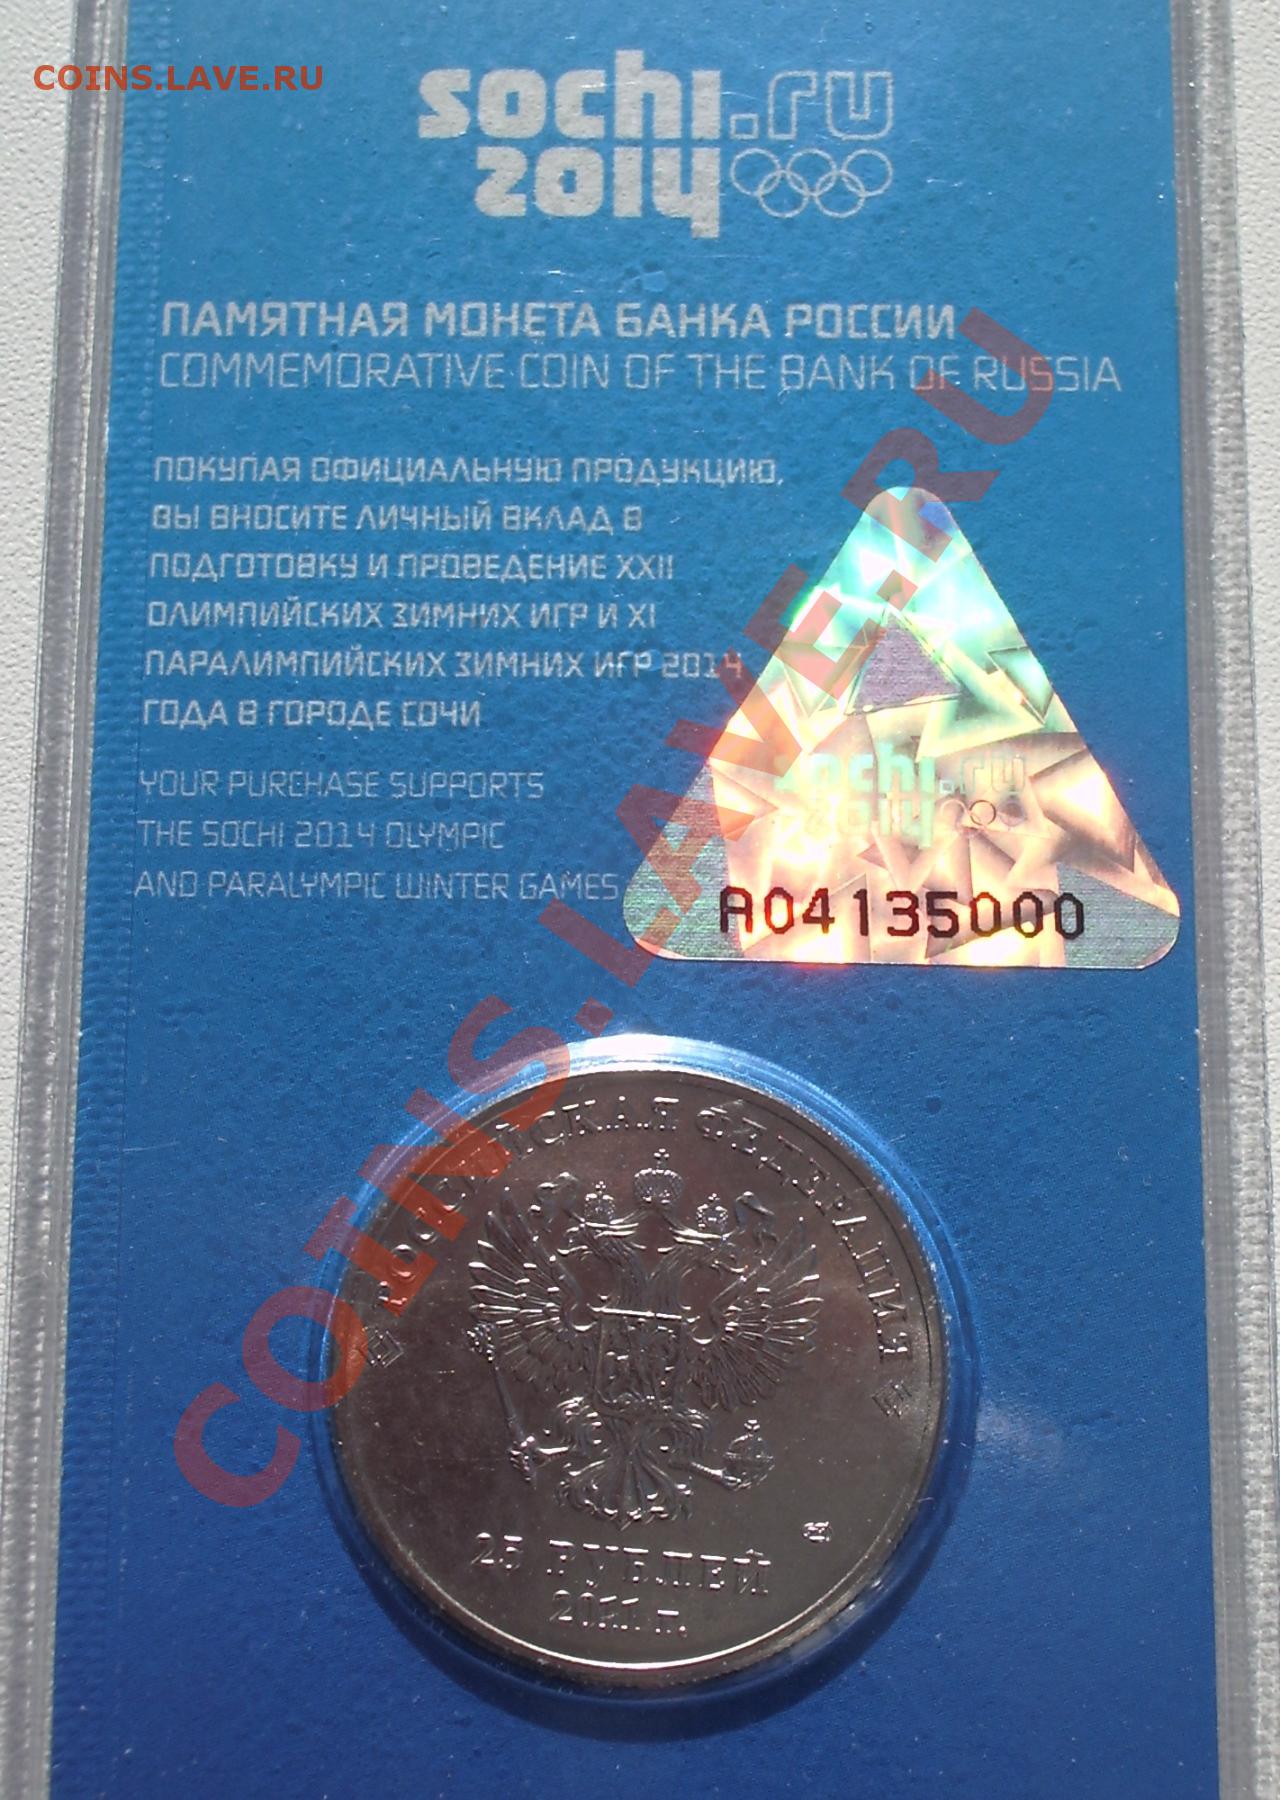 COINS.LAVE.RU
sochi.ru
2014
ПАМЯТНАЯ МОНЕТА БАНКА РОССИИ
COMMEMORATIVE COIN OF THE BANK OF RUSSIA
ПОКУПАЯ ОФИЦИАЛЬНУЮ ПРОДУКЦИЮ,
ВЫ ВНОСИТЕ ЛИЧНЫЙ ВКЛАД В
ПОДГОТОВКУ И ПРОВЕДЕНИЕ XXII
ОЛИМПИЙСКИХ ЗИМНИХ ИГР И XI
ПАРАЛИМПИЙСКИХ ЗИМНИХ ИГР 2014
ГОДА В ГОРОДЕ СОЧИ
YOUR PURCHASE SUPPORTS
THE SOCHI 2014 OLYMPIC
AND PARALYMPIC WINTER GAMES
sochi.ru
2014
A04135000
COINS.LAVE.RU
РОССИЙСКАЯ ФЕДЕРАЦИЯ
25 РУБЛЕЙ
2011 г.